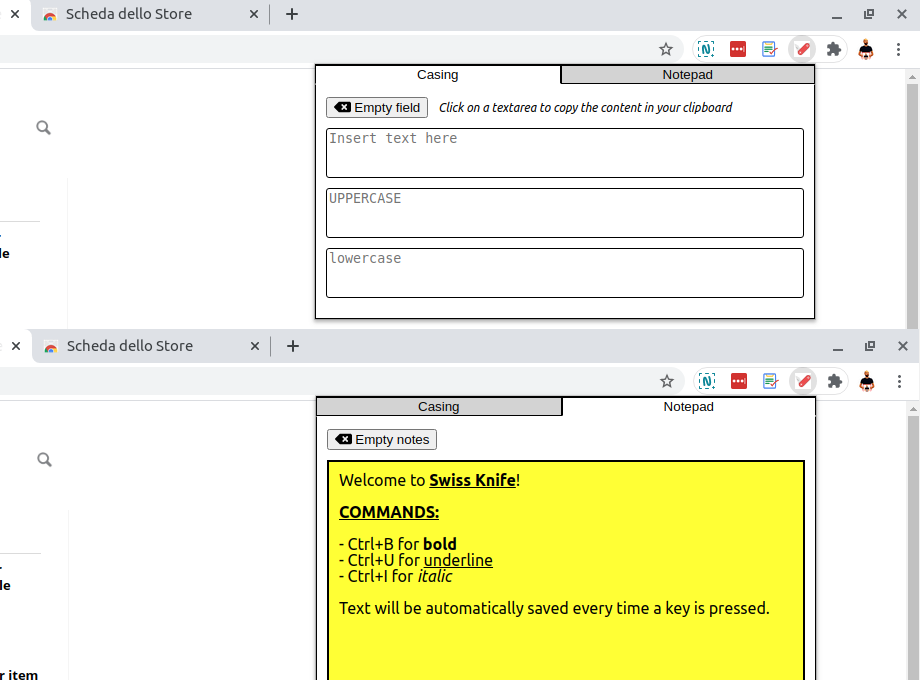 Scheda dello Store
Casing
Notepad
Empty field
Click on a textarea to copy the content in your clipboard
Insert text here
UPPERCASE
lowercase
le
Scheda dello Store
Casing
Notepad
Empty notes
Welcome to Swiss Knife!
COMMANDS:
- Ctrl+B for bold
- Ctrl+U for underline
- Ctrl+I for italic
Text will be automatically saved every time a key is pressed.
le
r item